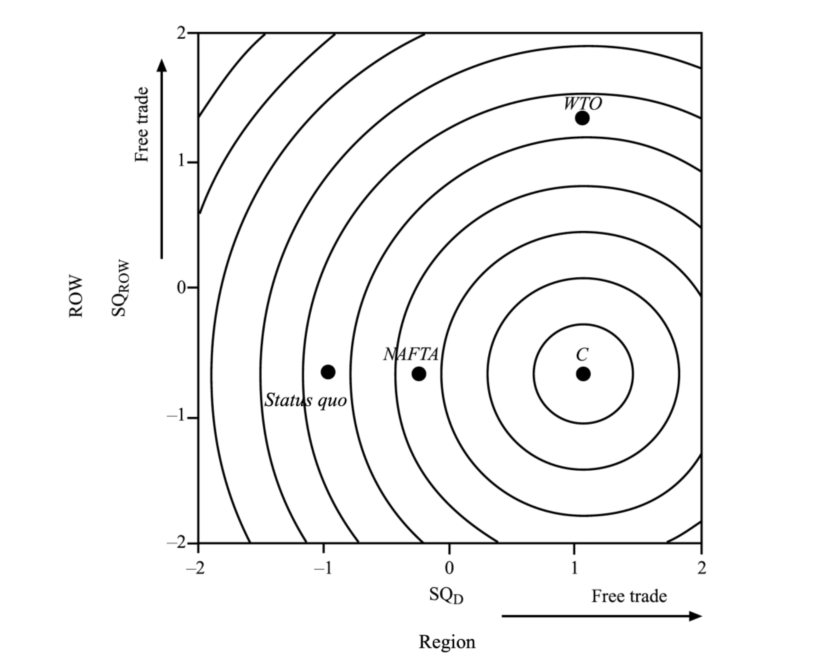 2
WTO
Free trade
1
ROW
SQROW
0
NAFTA
C
Status quo
–1
–2
–2
–1
0
1
2
SQD
Free trade
Region